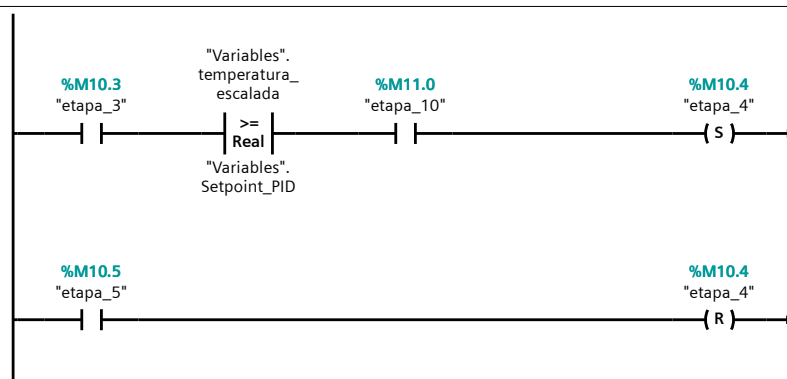 "Variables".
temperatura_
escalada
%M10.3
"etapa_3"
%M11.0
"etapa_10"
%M10.4
"etapa_4"
>=
Real
S
"Variables".
Setpoint_PID
%M10.5
"etapa_5"
%M10.4
"etapa_4"
R